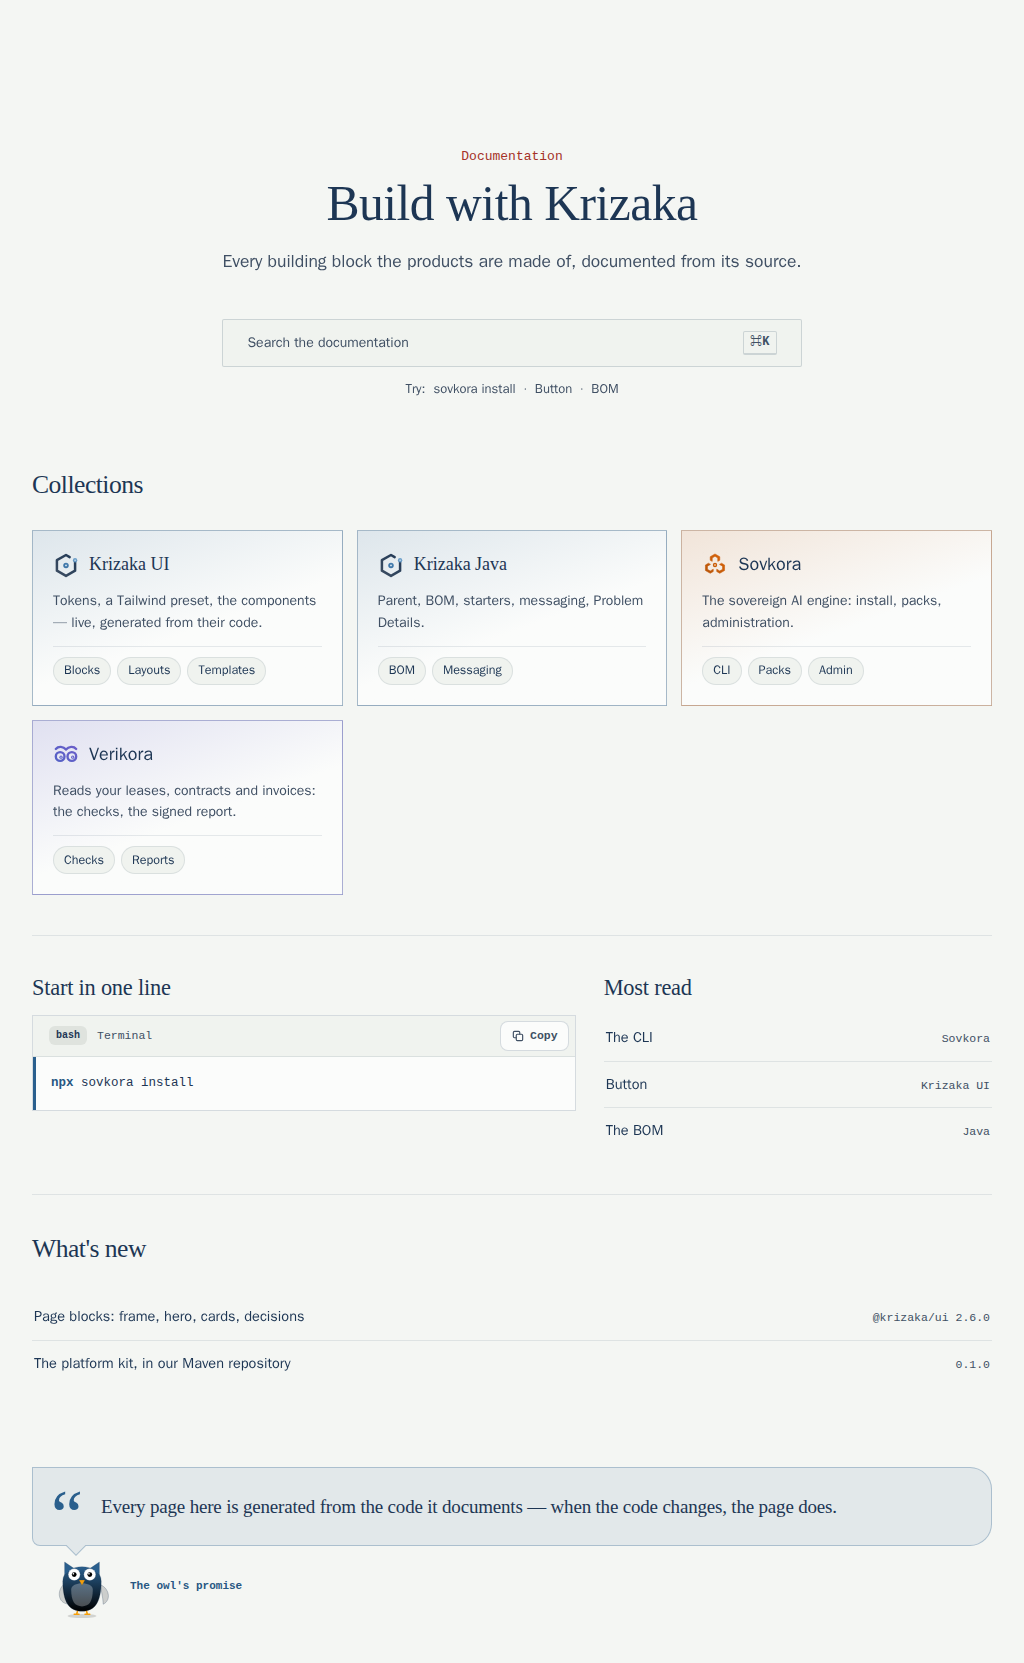 Documentation
Build with Krizaka
Every building block the products are made of, documented from its source.
Search the documentation ⌘K
Try: sovkora install · Button · BOM
Collections
Krizaka UI
Tokens, a Tailwind preset, the components
— live, generated from their code.
Blocks Layouts Templates
Krizaka Java
Parent, BOM, starters, messaging, Problem
Details.
BOM Messaging
Sovkora
The sovereign AI engine: install, packs,
administration.
CLI Packs Admin
Verikora
Reads your leases, contracts and invoices:
the checks, the signed report.
Checks Reports
Start in one line
bash Terminal Copy
npx sovkora install
Most read
The CLI Sovkora
Button Krizaka UI
The BOM Java
What's new
Page blocks: frame, hero, cards, decisions @krizaka/ui 2.6.0
The platform kit, in our Maven repository 0.1.0
“ Every page here is generated from the code it documents — when the code changes, the page does.
The owl's promise